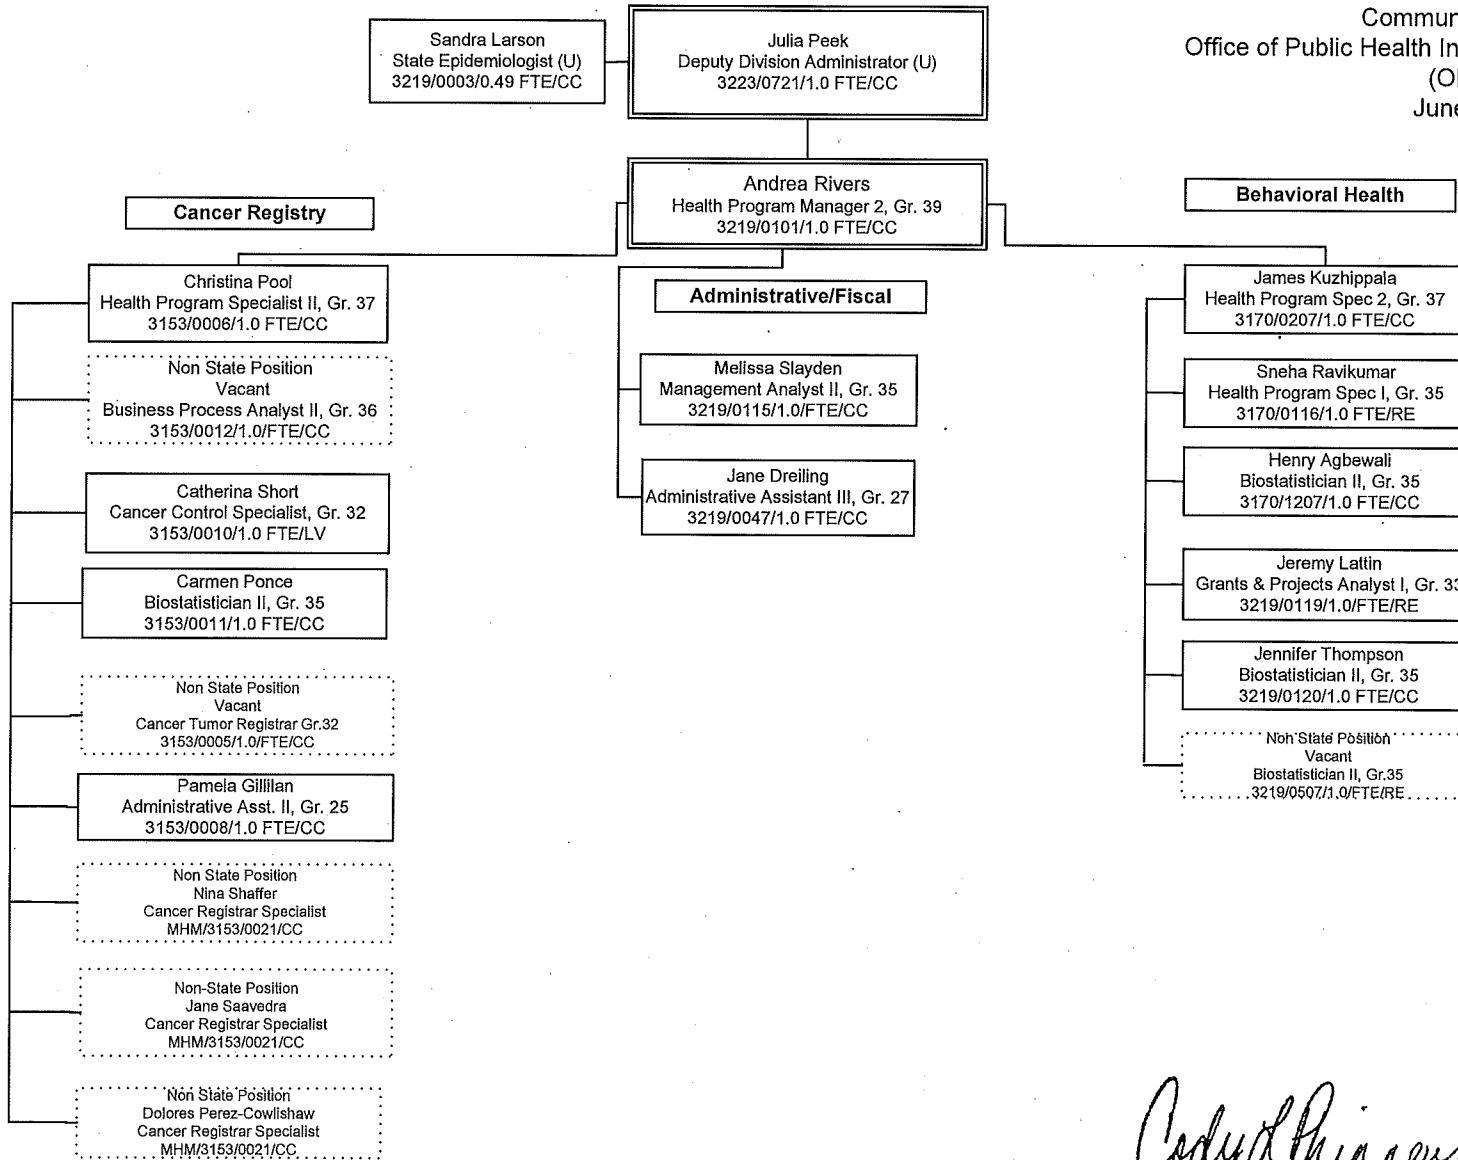 Commun
Office of Public Health In
(O
June
Sandra Larson
State Epidemiologist (U)
3219/0003/0.49 FTE/CC
Julia Peek
Deputy Division Administrator (U)
3223/0721/1.0 FTE/CC
Andrea Rivers
Health Program Manager 2, Gr. 39
3219/0101/1.0 FTE/CC
Cancer Registry
Christina Pool
Health Program Specialist II, Gr. 37
3153/0006/1.0 FTE/CC
Non State Position
Vacant
Business Process Analyst II, Gr. 36
3153/0012/1.0/FTE/CC
Catherina Short
Cancer Control Specialist, Gr. 32
3153/0010/1.0 FTE/LV
Carmen Ponce
Biostatistician II, Gr. 35
3153/0011/1.0 FTE/CC
Non State Position
Vacant
Cancer Tumor Registrar Gr.32
3153/0005/1.0/FTE/CC
Pamela Gillilan
Administrative Asst. II, Gr. 25
3153/0008/1.0 FTE/CC
Non State Position
Nina Shaffer
Cancer Registrar Specialist
MHM/3153/0021/CC
Non-State Position
Jane Saavedra
Cancer Registrar Specialist
MHM/3153/0021/CC
Non State Position
Dolores Perez-Cowlishaw
Cancer Registrar Specialist
MHM/3153/0021/CC
Administrative/Fiscal
Melissa Slayden
Management Analyst II, Gr. 35
3219/0115/1.0/FTE/CC
Jane Dreiling
Administrative Assistant III, Gr. 27
3219/0047/1.0 FTE/CC
Behavioral Health
James Kuzhippala
Health Program Spec 2, Gr. 37
3170/0207/1.0 FTE/CC
Sneha Ravikumar
Health Program Spec I, Gr. 35
3170/0116/1.0 FTE/RE
Henry Agbewali
Biostatistician II, Gr. 35
3170/1207/1.0 FTE/CC
Jeremy Lattin
Grants & Projects Analyst I, Gr. 33
3219/0119/1.0/FTE/RE
Jennifer Thompson
Biostatistician II, Gr. 35
3219/0120/1.0 FTE/CC
Non State Position
Vacant
Biostatistician II, Gr.35
3219/0507/1.0/FTE/RE
Cody L Phinney